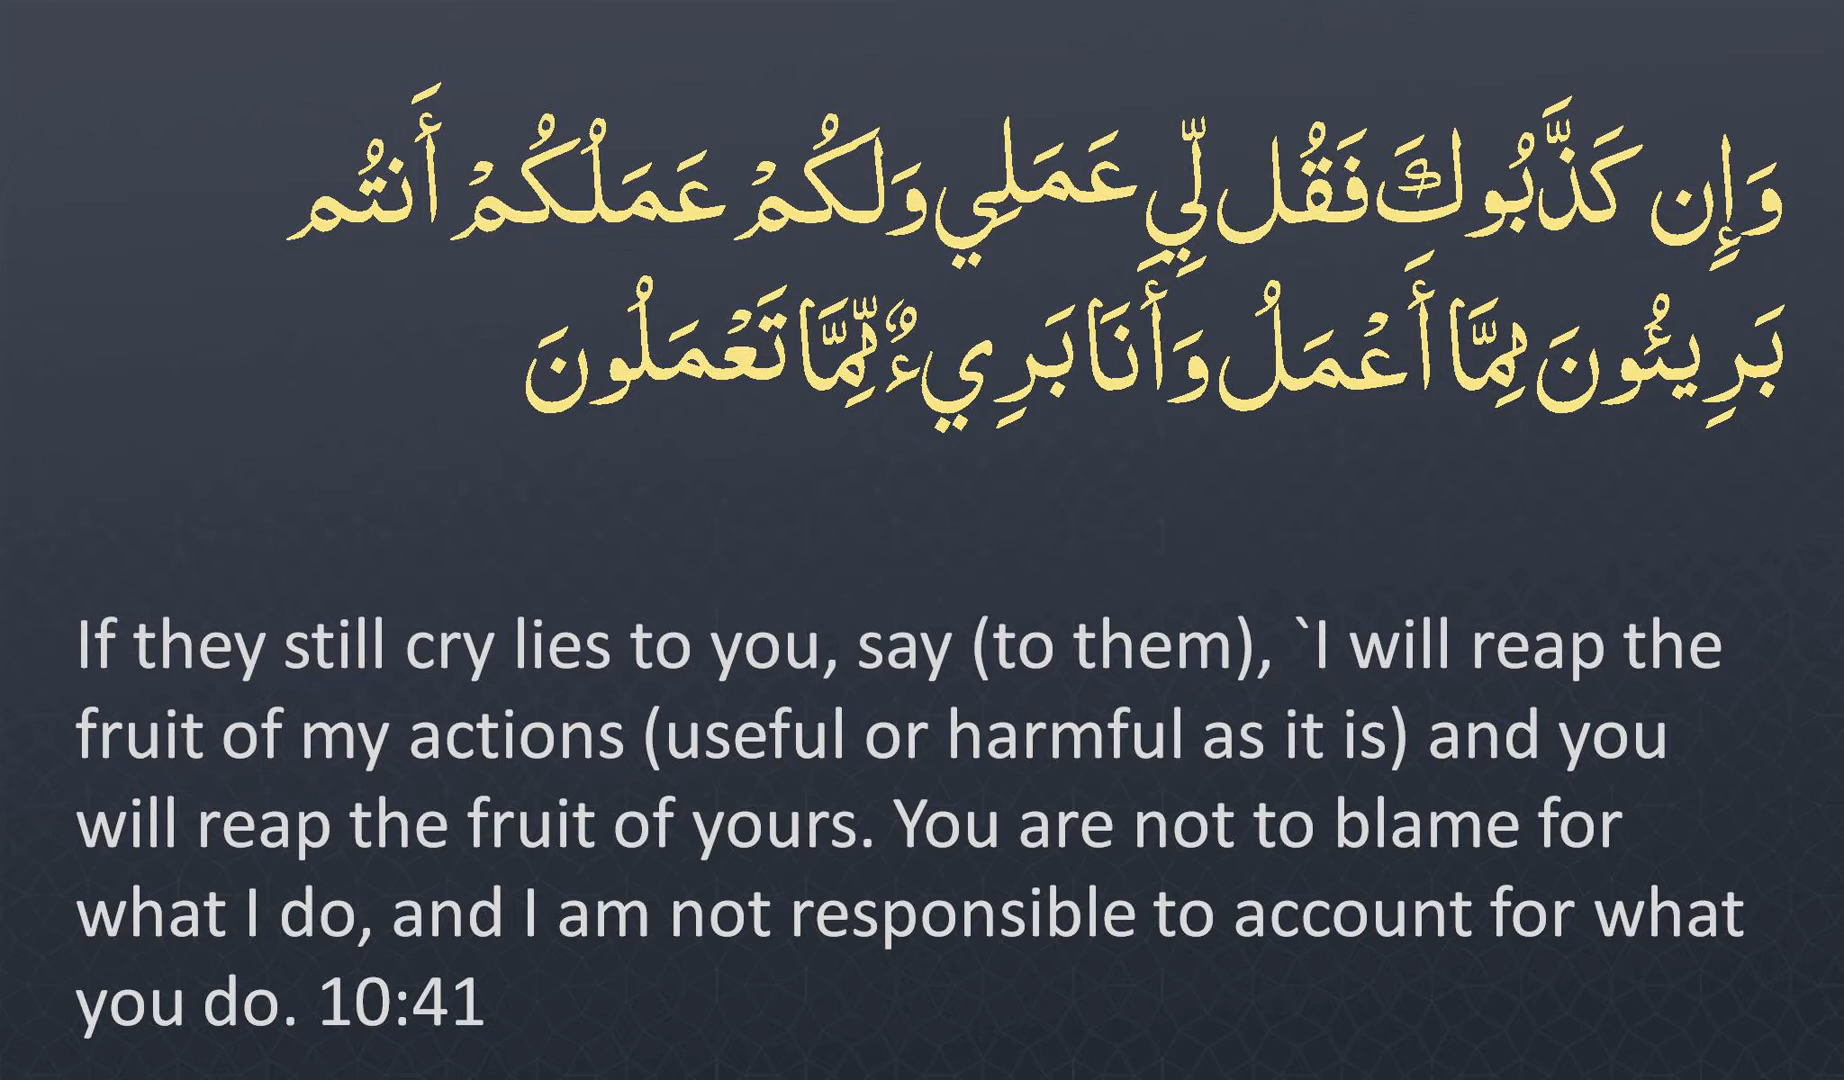 وَإِن كَذَّبُوكَ فَقُل لِّي عَمَلِي وَلَكُمْ عَمَلُكُمْ أَنتُم
بَرِيئُونَ مِمَّا أَعْمَلُ وَأَنَا بَرِيءٌ مِّمَّا تَعْمَلُونَ
If they still cry lies to you, say (to them), `I will reap the
fruit of my actions (useful or harmful as it is) and you
will reap the fruit of yours. You are not to blame for
what I do, and I am not responsible to account for what
you do. 10:41